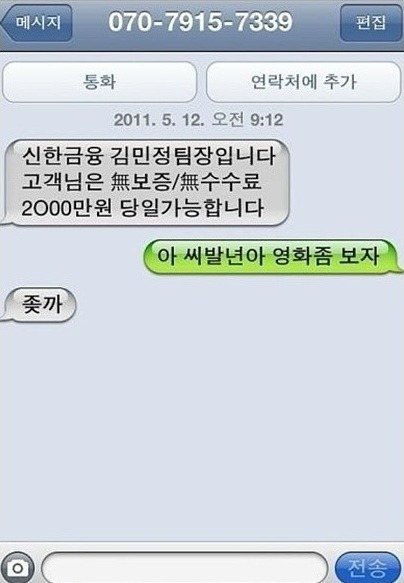 메시지
070-7915-7339
편집
통화
연락처에 추가
2011. 5. 12. 오전 9:12
신한금융 김민정팀장입니다
고객님은 無보증/無수수료
2000만원 당일가능합니다
아 씨발년아 영화좀 보자
좆까
전송